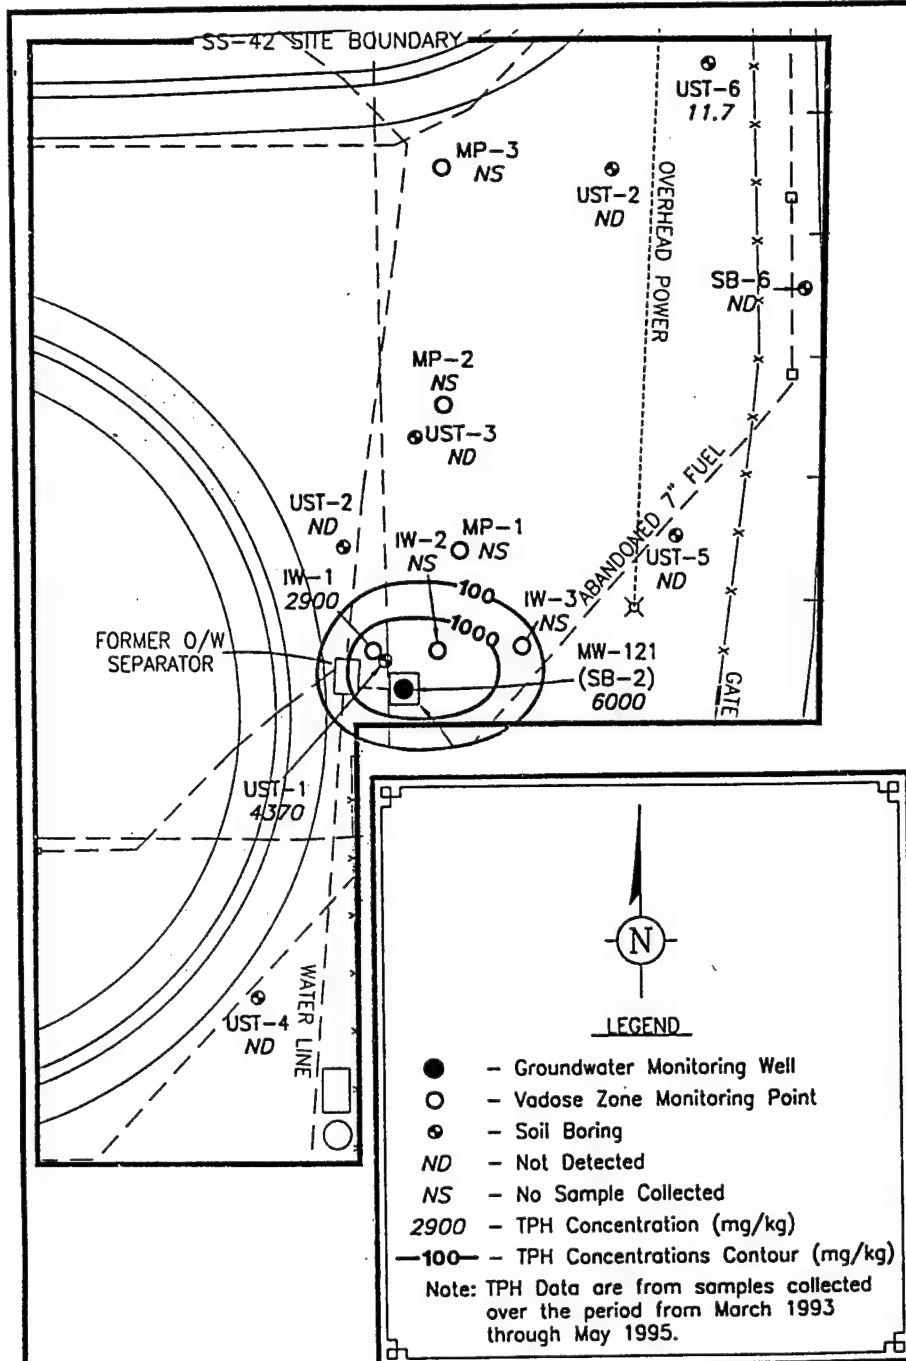 SS-42 SITE BOUNDARY
UST-6
11.7
MP-3
NS
UST-2
ND
OVERHEAD POWER
SB-6
ND
MP-2
NS
UST-3
ND
UST-2
ND
IW-2
NS
MP-1
NS
ABANDONED 7" FUEL
UST-5
ND
IW-1
2900
100
1000
IW-3
NS
FORMER O/W
SEPARATOR
MW-121
(SB-2)
6000
GATE
UST-1
4370
WATER LINE
UST-4
ND
N
LEGEND
- Groundwater Monitoring Well
- Vadose Zone Monitoring Point
- Soil Boring
ND - Not Detected
NS - No Sample Collected
2900 - TPH Concentration (mg/kg)
100 - TPH Concentrations Contour (mg/kg)
Note: TPH Data are from samples collected
over the period from March 1993
through May 1995.